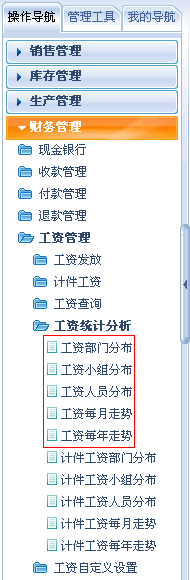 操作导航 管理工具 我的导航
销售管理
库存管理
生产管理
财务管理
现金银行
收款管理
付款管理
退款管理
工资管理
工资发放
计件工资
工资查询
工资统计分析
工资部门分布
工资小组分布
工资人员分布
工资每月走势
工资每年走势
计件工资部门分布
计件工资小组分布
计件工资人员分布
计件工资每月走势
计件工资每年走势
工资自定义设置